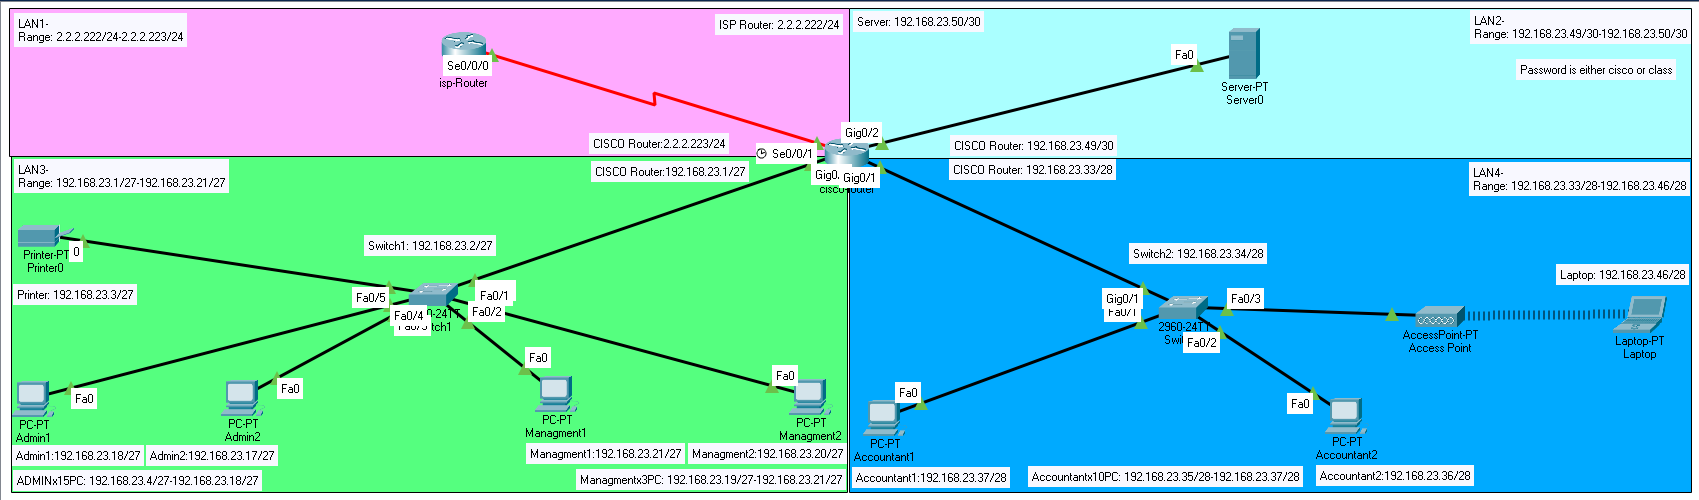 LAN1-
Range: 2.2.2.222/24-2.2.2.223/24
ISP Router: 2.2.2.222/24
Se0/0/0
isp-Router
CISCO Router:2.2.2.223/24
Se0/0/1
Server: 192.168.23.50/30
LAN2-
Range: 192.168.23.49/30-192.168.23.50/30
Password is either cisco or class
Fa0
Server-PT
Server0
Gig0/2
CISCO Router: 192.168.23.49/30
LAN3-
Range: 192.168.23.1/27-192.168.23.21/27
CISCO Router:192.168.23.1/27
Gig0
Gig0/1
Printer-PT
0
Printer0
Printer: 192.168.23.3/27
Switch1: 192.168.23.2/27
Fa0/5
Fa0/1
Fa0/4
Fa0/2
Fa0
PC-PT
Admin1
Fa0
PC-PT
Admin2
Fa0
PC-PT
Managment1
Fa0
PC-PT
Managment2
Admin1:192.168.23.18/27
Admin2:192.168.23.17/27
Managment1:192.168.23.21/27
Managment2:192.168.23.20/27
ADMINx15PC: 192.168.23.4/27-192.168.23.18/27
Managmentx3PC: 192.168.23.19/27-192.168.23.21/27
CISCO Router: 192.168.23.33/28
LAN4-
Range: 192.168.23.33/28-192.168.23.46/28
Switch2: 192.168.23.34/28
Laptop: 192.168.23.46/28
Gig0/1
Fa0/3
2960-24TT
Fa0/2
AccessPoint-PT
Access Point
Laptop-PT
Laptop
Fa0
PC-PT
Accountant1
Fa0
PC-PT
Accountant2
Accountant1:192.168.23.37/28
Accountantx10PC: 192.168.23.35/28-192.168.23.37/28
Accountant2:192.168.23.36/28